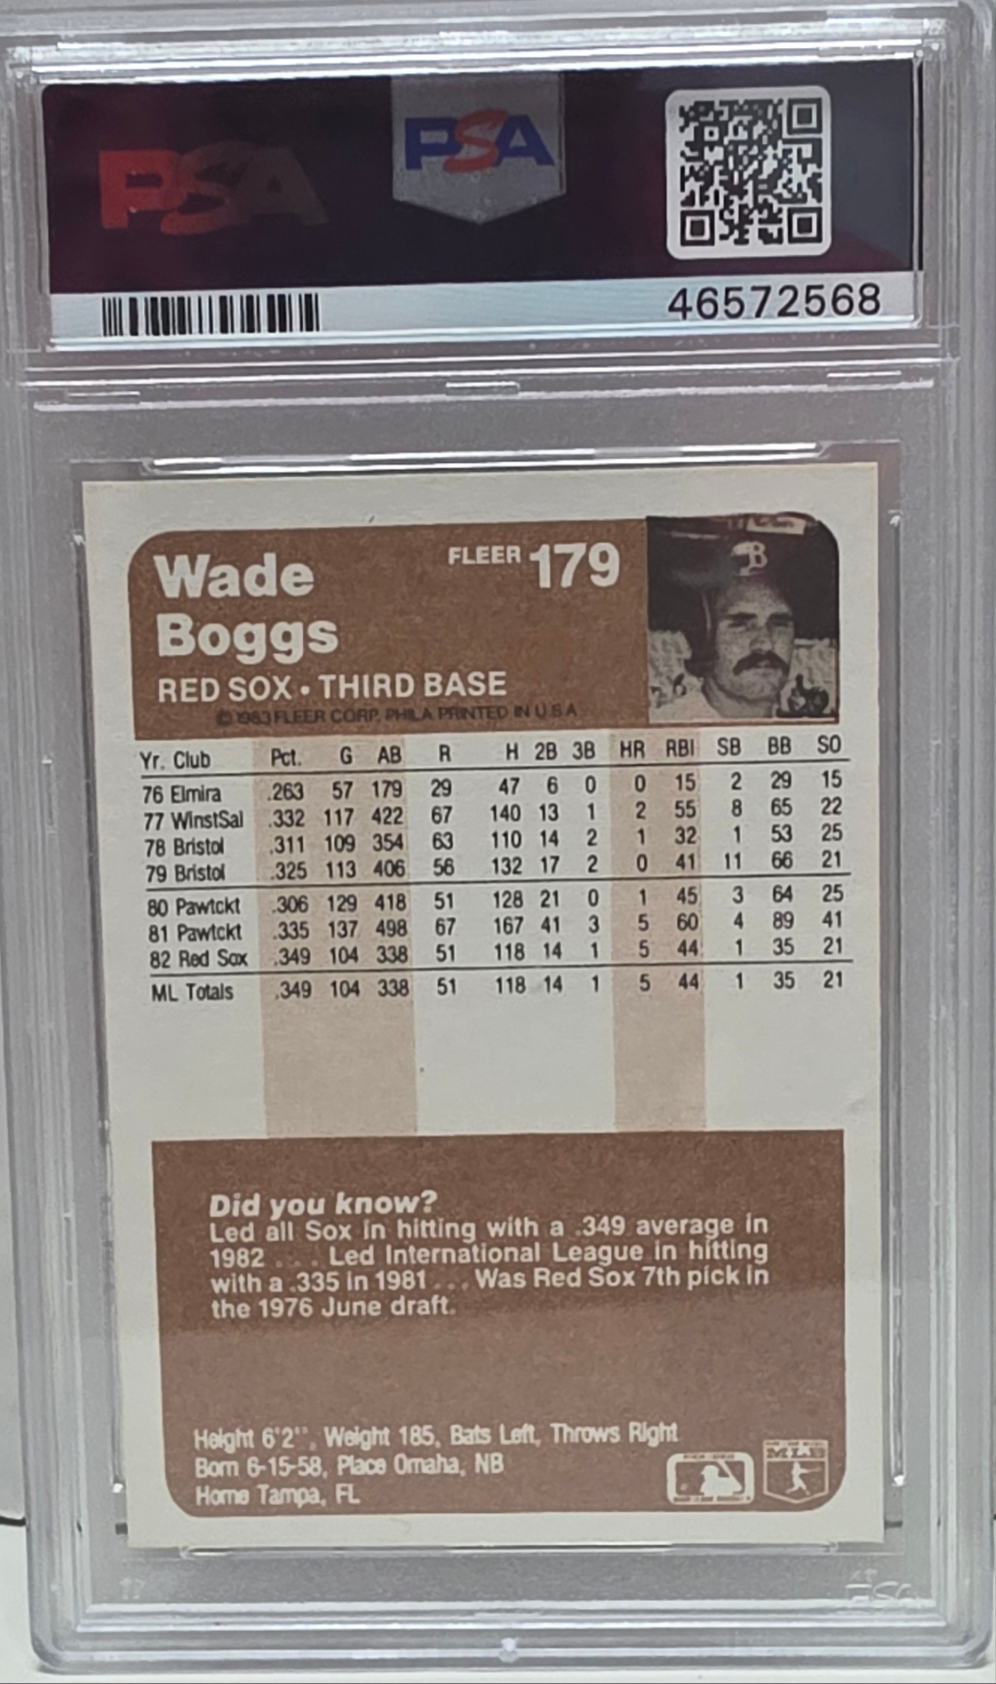 PSA PSA
46572568
Wade
Boggs
FLEER 179
RED SOX • THIRD BASE
© 1983 FLEER CORP. PHILA PRINTED IN U S A
Yr. Club Pct. G AB R H 2B 3B HR RBI SB BB SO
76 Elmira .263 57 179 29 47 6 0 0 15 2 29 15
77 WinstSal .332 117 422 67 140 13 1 2 55 8 65 22
78 Bristol .311 109 354 63 110 14 2 1 32 1 53 25
79 Bristol .325 113 406 56 132 17 2 0 41 11 66 21
80 Pawtckt .306 129 418 51 128 21 0 1 45 3 64 25
81 Pawtckt .335 137 498 67 167 41 3 5 60 4 89 41
82 Red Sox .349 104 338 51 118 14 1 5 44 1 35 21
ML Totals .349 104 338 51 118 14 1 5 44 1 35 21
Did you know?
Led all Sox in hitting with a .349 average in
1982 . . . Led International League in hitting
with a .335 in 1981 . . . Was Red Sox 7th pick in
the 1976 June draft.
Height 6'2'', Weight 185, Bats Left, Throws Right
Born 6-15-58, Place Omaha, NB
Home Tampa, FL
PSA